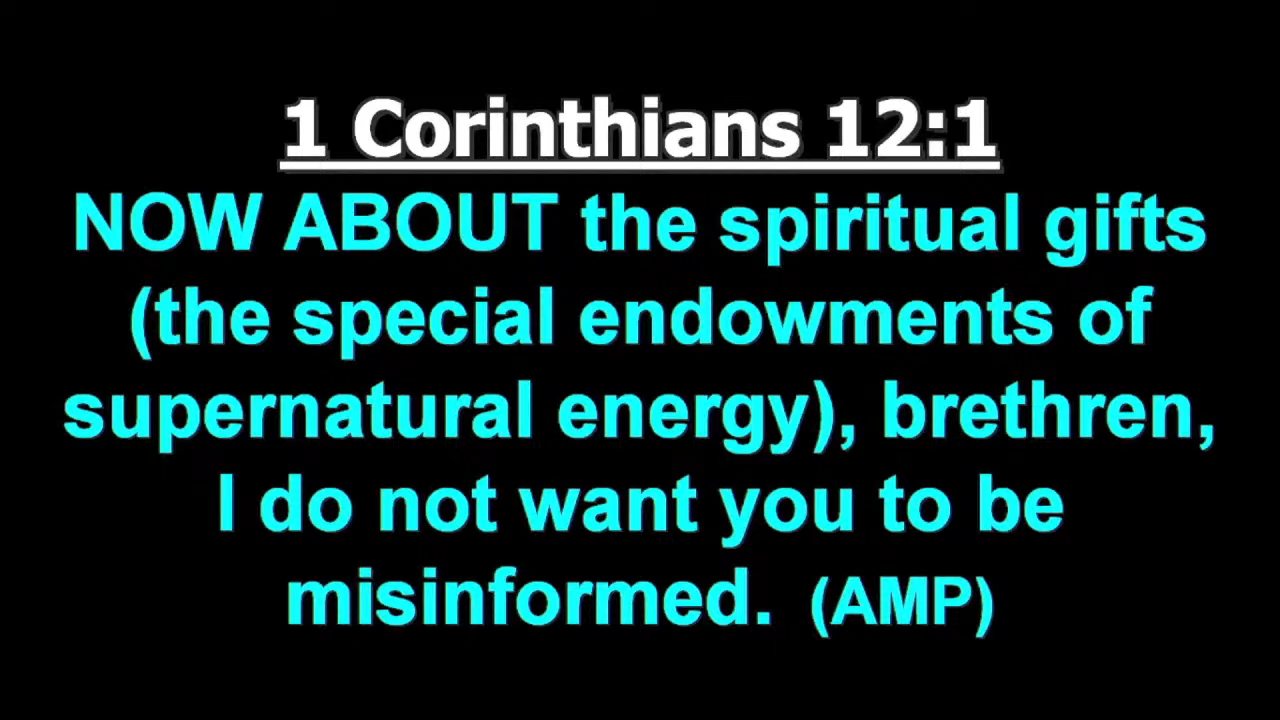 1 Corinthians 12:1
NOW ABOUT the spiritual gifts
(the special endowments of
supernatural energy), brethren,
I do not want you to be
misinformed. (AMP)